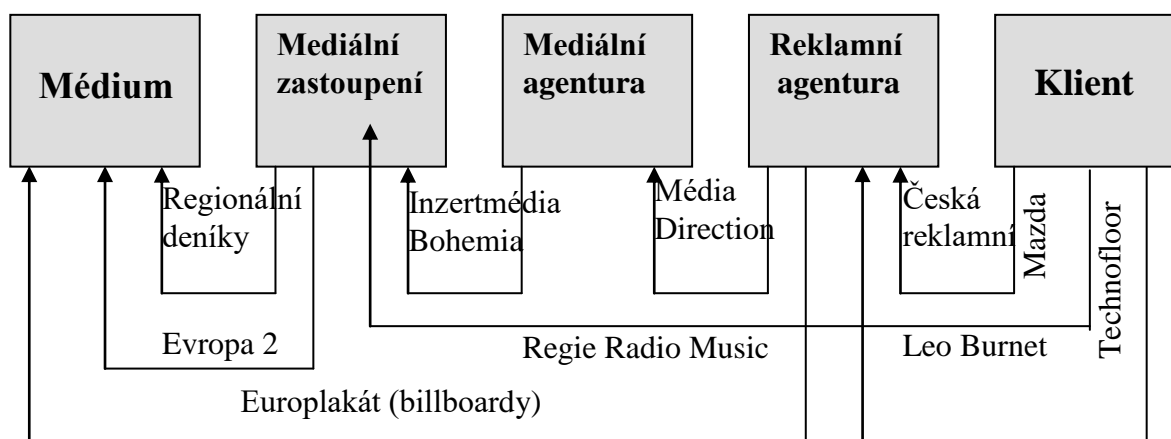 Médium
Mediální
zastoupení
Mediální
agentura
Reklamní
agentura
Klient
Regionální
deníky
Inzertmédia
Bohemia
Média
Direction
Česká
reklamní
Mazda
Technofloor
Evropa 2
Regie Radio Music
Leo Burnet
Europlakát (billboardy)